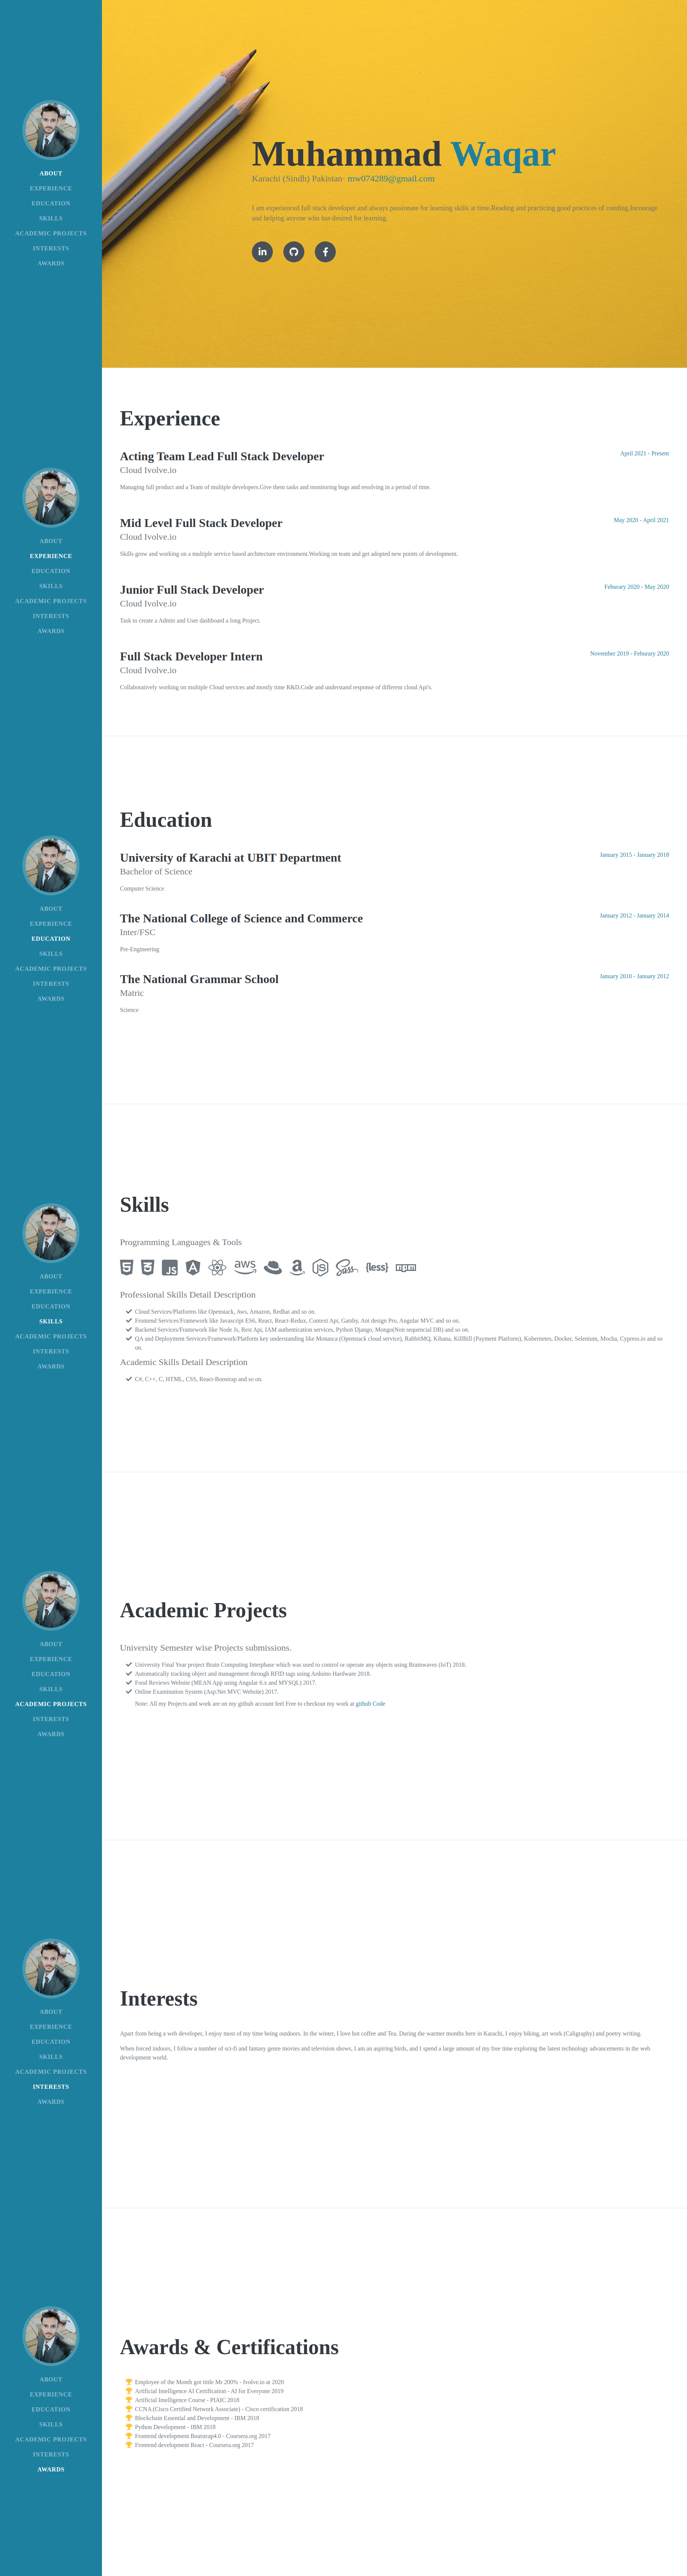 ABOUT
EXPERIENCE
EDUCATION
SKILLS
ACADEMIC PROJECTS
INTERESTS
AWARDS
Muhammad Waqar
Karachi (Sindh) Pakistan· mw074289@gmail.com
I am experienced full stack developer and always passionate for learning skills at time.Reading and practicing good practices of conding.Incourage
and helping anyone who has desired for learning.
ABOUT
EXPERIENCE
EDUCATION
SKILLS
ACADEMIC PROJECTS
INTERESTS
AWARDS
Experience
Acting Team Lead Full Stack Developer
April 2021 - Present
Cloud Ivolve.io
Managing full product and a Team of multiple developers.Give them tasks and monitoring bugs and resolving in a period of time.
Mid Level Full Stack Developer
May 2020 - April 2021
Cloud Ivolve.io
Skills grow and working on a multiple service based architecture environment.Working on team and get adopted new points of development.
Junior Full Stack Developer
Feburary 2020 - May 2020
Cloud Ivolve.io
Task to create a Admin and User dashboard a long Project.
Full Stack Developer Intern
November 2019 - Feburary 2020
Cloud Ivolve.io
Collaboratively working on multiple Cloud services and mostly time R&D.Code and understand response of different cloud Api's.
ABOUT
EXPERIENCE
EDUCATION
SKILLS
ACADEMIC PROJECTS
INTERESTS
AWARDS
Education
University of Karachi at UBIT Department
January 2015 - January 2018
Bachelor of Science
Computer Science
The National College of Science and Commerce
January 2012 - January 2014
Inter/FSC
Pre-Engineering
The National Grammar School
January 2010 - January 2012
Matric
Science
ABOUT
EXPERIENCE
EDUCATION
SKILLS
ACADEMIC PROJECTS
INTERESTS
AWARDS
Skills
Programming Languages & Tools
JS aws JS Sass {less} npm
Professional Skills Detail Description
Cloud Services/Platforms like Openstack, Aws, Amazon, Redhat and so on.
Frontend Services/Framework like Javascript ES6, React, React-Redux, Context Api, Gatsby, Ant design Pro, Angular MVC and so on.
Backend Services/Framework like Node Js, Rest Api, IAM authentication services, Python Django, Mongo(Non sequencial DB) and so on.
QA and Deployment Services/Framework/Platform key understanding like Monasca (Openstack cloud service), RabbitMQ, Kibana, KillBill (Payment Platform), Kubernetes, Docker, Selenium, Mocha, Cypress.io and so
on.
Academic Skills Detail Description
C#, C++, C, HTML, CSS, React-Boostrap and so on.
ABOUT
EXPERIENCE
EDUCATION
SKILLS
ACADEMIC PROJECTS
INTERESTS
AWARDS
Academic Projects
University Semester wise Projects submissions.
University Final Year project Brain Computing Interphase which was used to control or operate any objects using Brainwaves (IoT) 2018.
Automatically tracking object and management through RFID tags using Arduino Hardware 2018.
Food Reviews Website (MEAN App using Angular 6.x and MYSQL) 2017.
Online Examination System (Asp.Net MVC Website) 2017.
Note: All my Projects and work are on my github account feel Free to checkout my work at github Code
ABOUT
EXPERIENCE
EDUCATION
SKILLS
ACADEMIC PROJECTS
INTERESTS
AWARDS
Interests
Apart from being a web developer, I enjoy most of my time being outdoors. In the winter, I love hot coffee and Tea. During the warmer months here in Karachi, I enjoy biking, art work (Caligraphy) and poetry writing.
When forced indoors, I follow a number of sci-fi and fantasy genre movies and television shows, I am an aspiring birds, and I spend a large amount of my free time exploring the latest technology advancements in the web
development world.
ABOUT
EXPERIENCE
EDUCATION
SKILLS
ACADEMIC PROJECTS
INTERESTS
AWARDS
Awards & Certifications
Employee of the Month got tittle Mr 200% - Ivolve.io at 2020
Artificial Intelligence AI Certification - AI for Everyone 2019
Artificial Intelligence Course - PIAIC 2018
CCNA (Cisco Certified Network Associate) - Cisco certification 2018
Blockchain Essential and Development - IBM 2018
Python Development - IBM 2018
Frontend development Boarstrap4.0 - Coursera.org 2017
Frontend development React - Coursera.org 2017